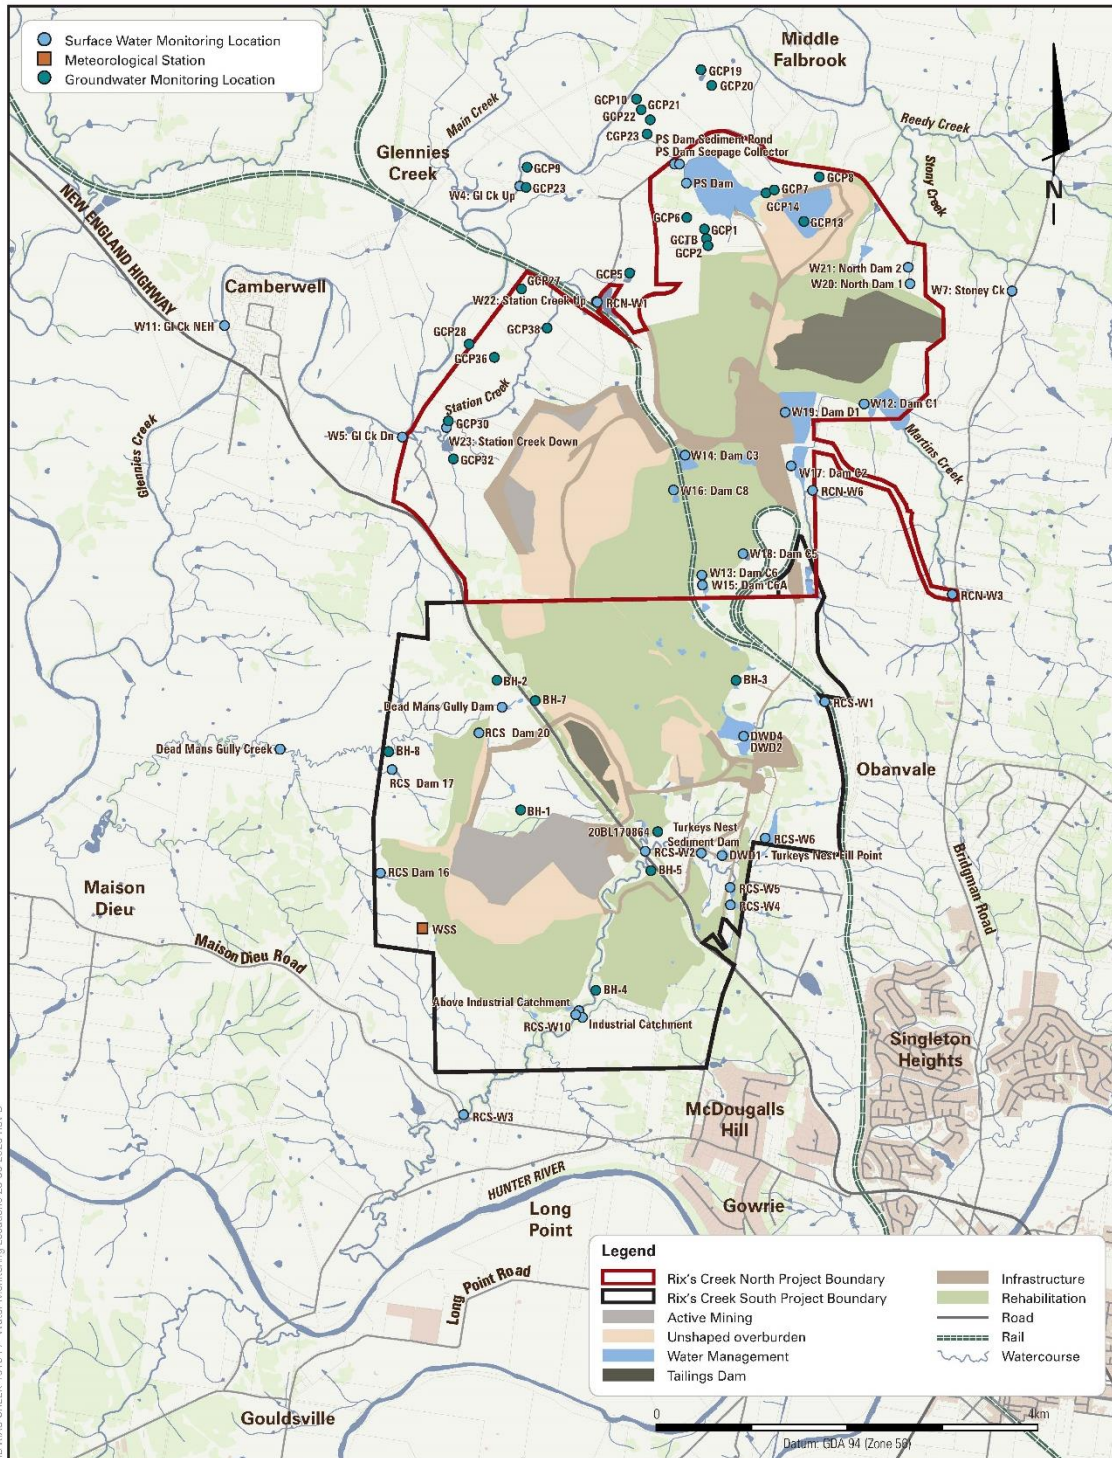 Surface Water Monitoring Location
Meteorological Station
Groundwater Monitoring Location
Middle
Falbrook
GCP19
GCP20
GCP10
GCP21
GCP22
CGP23
Main Creek
Reedy Creek
PS Dam Sediment Pond
PS Dam Seepage Collector
Glennies
Creek
GCP9
W4: Gl Ck Up
GCP23
PS Dam
GCP8
GCP7
GCP14
GCP13
Stony Creek
N
NEW ENGLAND HIGHWAY
GCP6
GCP1
GCTB
GCP2
GCP5
W21: North Dam 2
W20: North Dam 1
W7: Stoney Ck
Camberwell
GCP27
W22: Station Creek Up
RCN-W1
W11: Gl Ck NEH
GCP38
GCP28
GCP36
Station Creek
W12: Dam C1
W19: Dam D1
GCP30
W5: Gl Ck Dn
W23: Station Creek Down
GCP32
Martins Creek
Glennies Creek
W14: Dam C3
W17: Dam C2
W16: Dam C8
RCN-W6
W18: Dam C5
W13: Dam C6
W15: Dam C6A
RCN-W3
BH-2
BH-3
Dead Mans Gully Dam
BH-7
RCS-W1
RCS Dam 20
DWD4
DWD2
Dead Mans Gully Creek
BH-8
RCS Dam 17
Obanvale
BH-1
20BL170864
Turkeys Nest
Sediment Dam
RCS-W6
RCS-W2
DWD1 - Turkeys Nest Fill Point
BH-5
Bridgman Road
RCS Dam 16
RCS-W5
RCS-W4
Maison
Dieu
WSS
Maison Dieu Road
BH-4
Above Industrial Catchment
RCS-W10
Industrial Catchment
Singleton
Heights
RCS-W3
McDougalls
Hill
HUNTER RIVER
Long
Point
Gowrie
Long Point Road
Legend
Rix's Creek North Project Boundary
Rix's Creek South Project Boundary
Active Mining
Unshaped overburden
Water Management
Tailings Dam
Infrastructure
Rehabilitation
Road
Rail
Watercourse
Gouldsville
0
4km
Datum: GDA 94 (Zone 56)